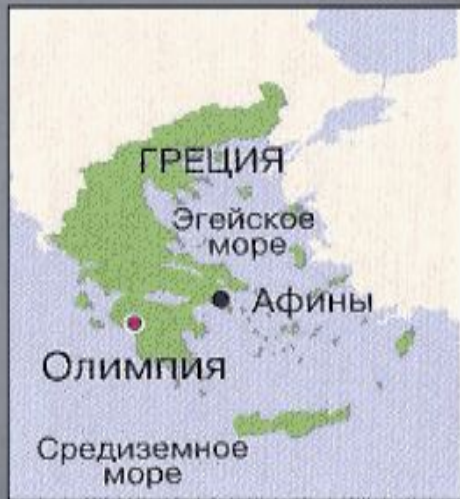 ГРЕЦИЯ
Эгейское
море
Афины
Олимпия
Средиземное
море